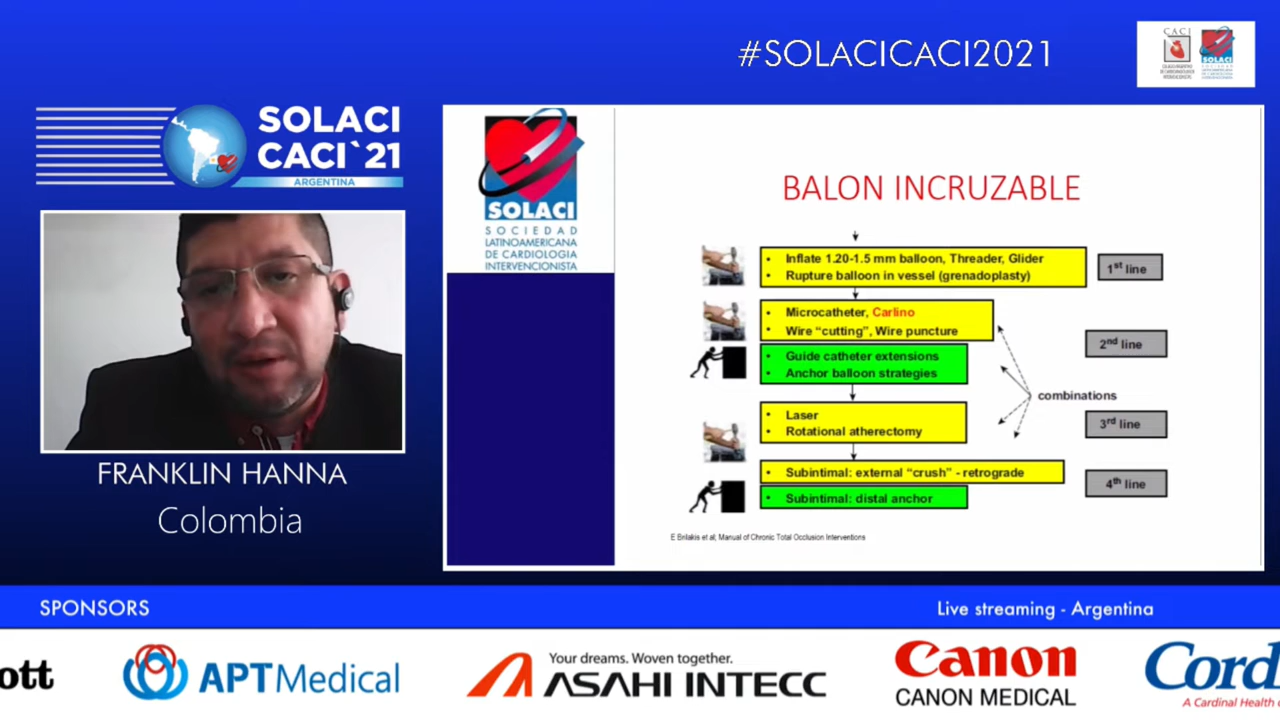 #SOLACICACI2021
CACI
SOLACI
SOLACI
CACI`21
ARGENTINA
SOLACI
SOCIEDAD
LATINOAMERICANA
DE CARDIOLOGIA
INTERVENCIONISTA
BALON INCRUZABLE
• Inflate 1.20-1.5 mm balloon, Threader, Glider
• Rupture balloon in vessel (grenadoplasty)
1st line
• Microcatheter, Carlino
• Wire “cutting”, Wire puncture
2nd line
• Guide catheter extensions
• Anchor balloon strategies
combinations
• Laser
• Rotational atherectomy
3rd line
• Subintimal: external “crush” - retrograde
• Subintimal: distal anchor
4th line
E Brilakis et al; Manual of Chronic Total Occlusion Interventions
FRANKLIN HANNA
Colombia
SPONSORS
Live streaming - Argentina
ott
APTMedical
Your dreams. Woven together.
ASAHI INTECC
Canon
CANON MEDICAL
Cord
A Cardinal Health